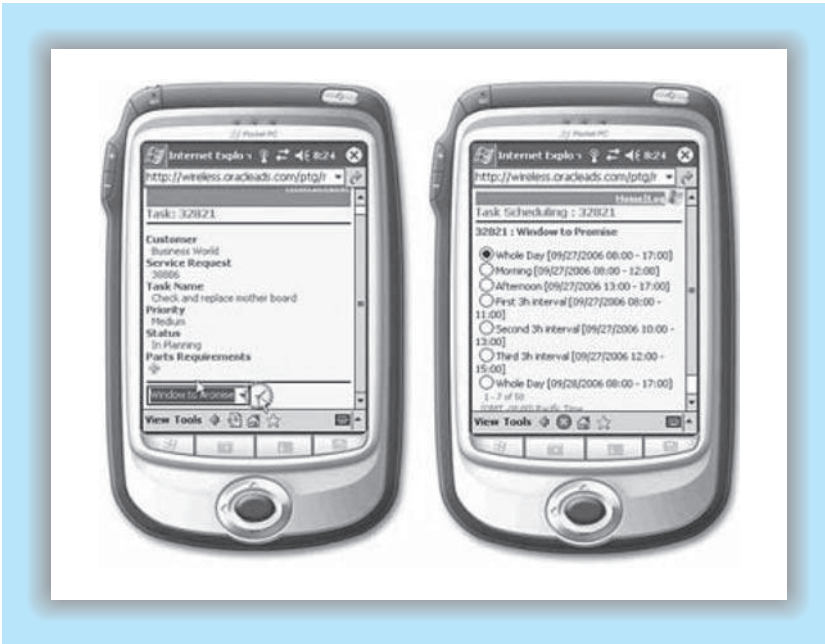 Pocket PC
Internet Explo
8:24
http://wireless.oracleads.com/ptg/r
Task: 32821
Customer
Business World
Service Request
38886
Task Name
Check and replace mother board
Priority
Medium
Status
In Planning
Parts Requirements
Window to Promise
View Tools
Pocket PC
Internet Explo
8:24
http://wireless.oracleads.com/ptg/r
Home|Log
Task Scheduling : 32821
32821 : Window to Promise
Whole Day [09/27/2006 08:00 - 17:00]
Morning [09/27/2006 08:00 - 12:00]
Afternoon [09/27/2006 13:00 - 17:00]
First 3h interval [09/27/2006 08:00 -
11:00]
Second 3h interval [09/27/2006 10:00 -
13:00]
Third 3h interval [09/27/2006 12:00 -
15:00]
Whole Day [09/28/2006 08:00 - 17:00]
1 - 7 of 50
Pacific Time
View Tools